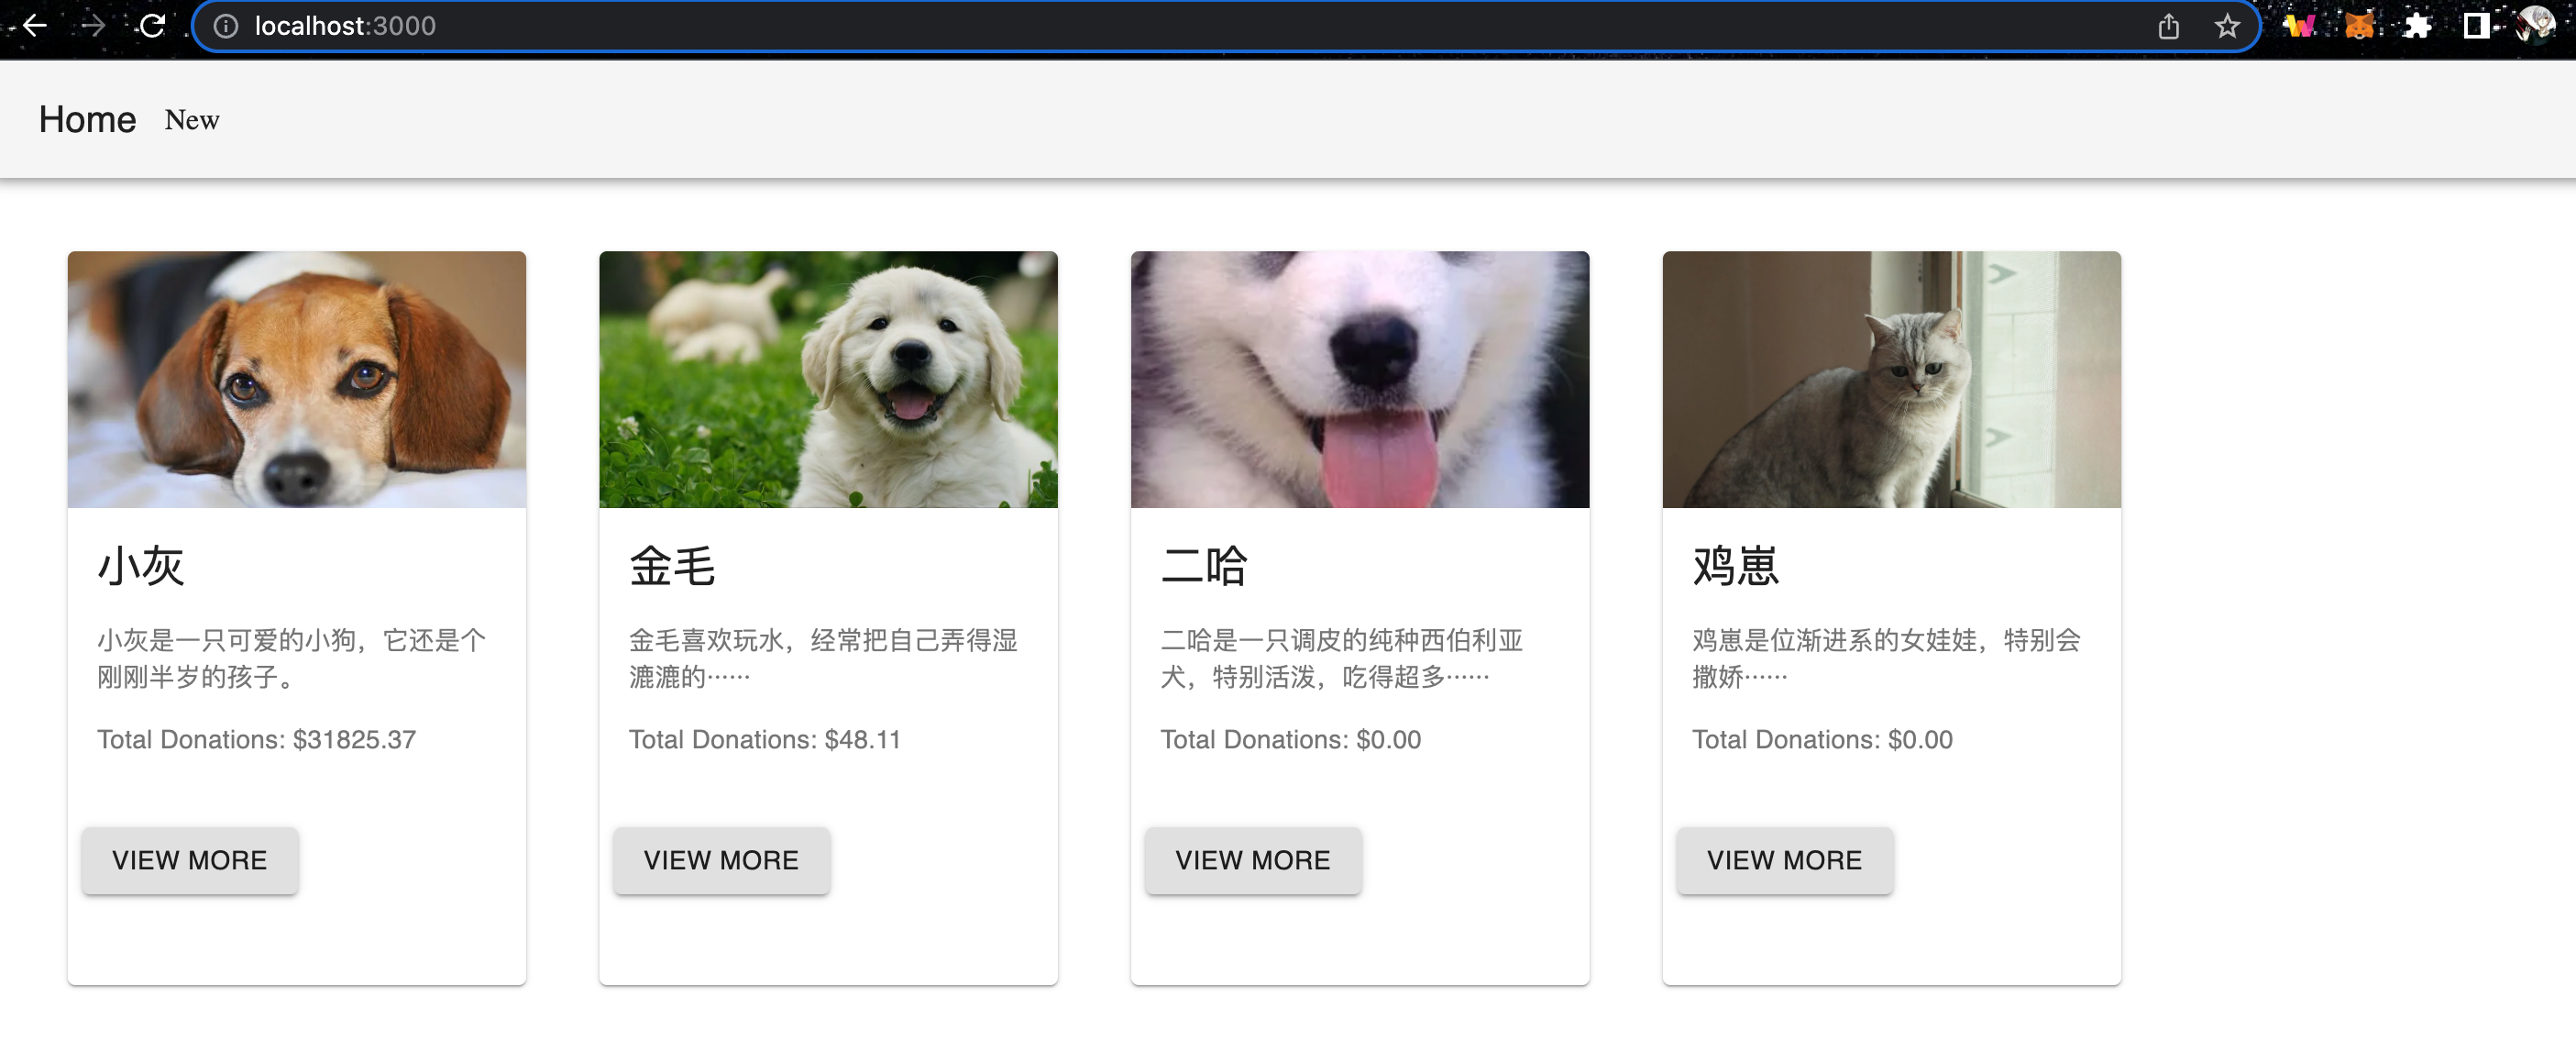 localhost:3000
Home New
小灰
小灰是一只可爱的小狗，它还是个
刚刚半岁的孩子。
Total Donations: $31825.37
VIEW MORE
金毛
金毛喜欢玩水，经常把自己弄得湿
漉漉的……
Total Donations: $48.11
VIEW MORE
二哈
二哈是一只调皮的纯种西伯利亚
犬，特别活泼，吃得超多……
Total Donations: $0.00
VIEW MORE
鸡崽
鸡崽是位渐进系的女娃娃，特别会
撒娇……
Total Donations: $0.00
VIEW MORE